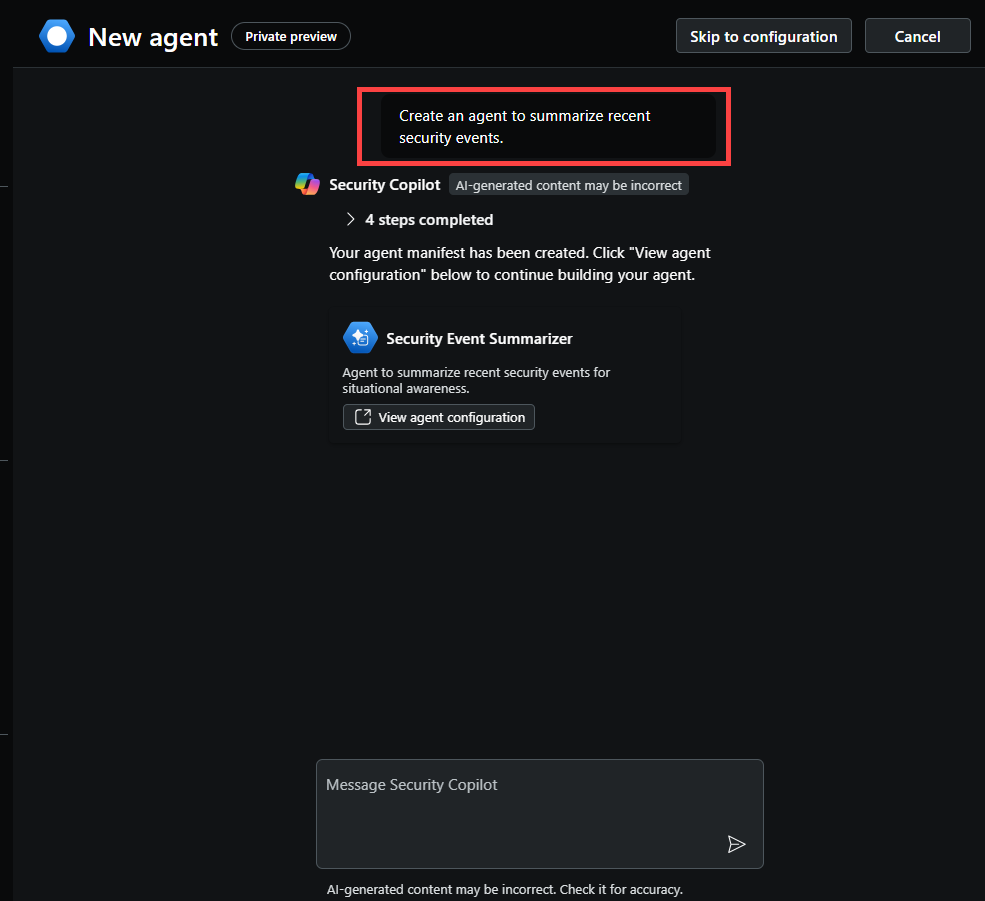 New agent
Private preview
Skip to configuration
Cancel
Create an agent to summarize recent
security events.
Security Copilot
AI-generated content may be incorrect
4 steps completed
Your agent manifest has been created. Click "View agent
configuration" below to continue building your agent.
Security Event Summarizer
Agent to summarize recent security events for
situational awareness.
View agent configuration
Message Security Copilot
AI-generated content may be incorrect. Check it for accuracy.